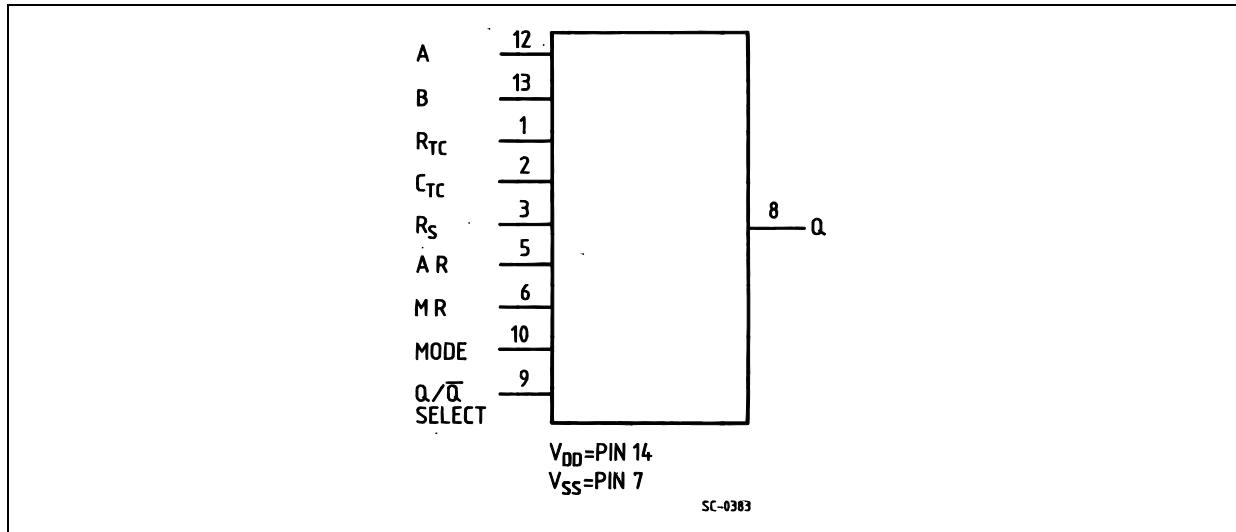 A 12
B 13
RTC 1
CTC 2
RS 3
8 Q
A R 5
M R 6
MODE 10
Q/Q̅ 9
SELECT
VDD=PIN 14
VSS=PIN 7
SC-0383